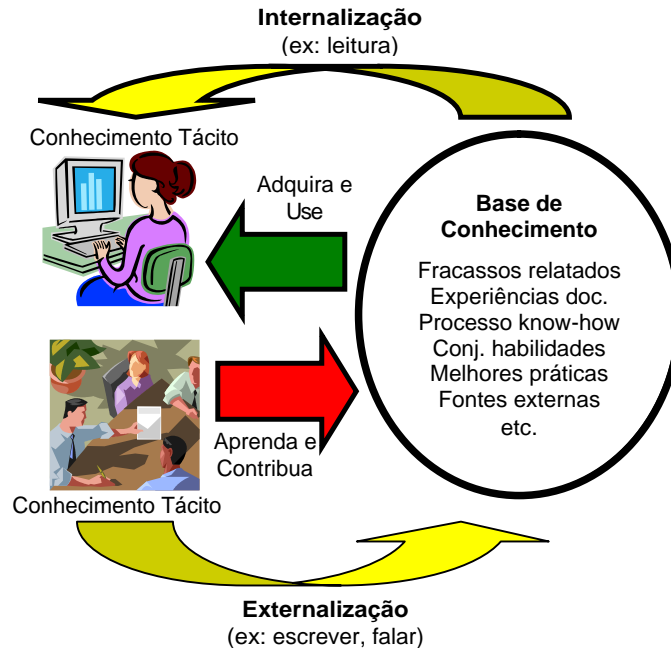 Internalização
(ex: leitura)
Conhecimento Tácito
Adquira e
Use
Base de
Conhecimento
Fracassos relatados
Experiências doc.
Processo know-how
Conj. habilidades
Melhores práticas
Fontes externas
etc.
Aprenda e
Contribua
Conhecimento Tácito
Externalização
(ex: escrever, falar)